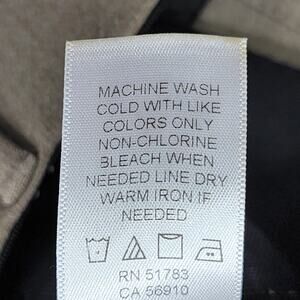 MACHINE WASH
COLD WITH LIKE
COLORS ONLY
NON-CHLORINE
BLEACH WHEN
NEEDED LINE DRY
WARM IRON IF
NEEDED
RN 51783
CA 56910